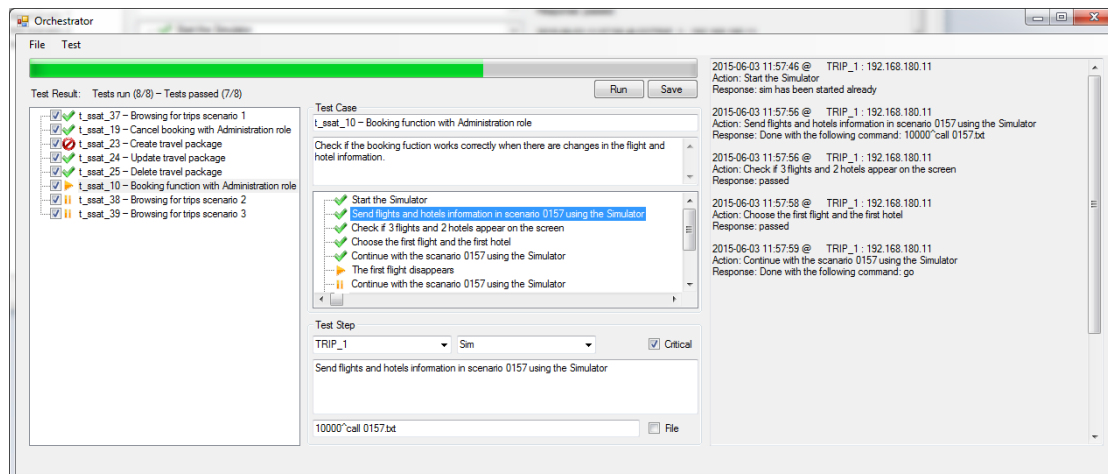 Orchestrator
File Test
Test Result: Tests run (8/8) – Tests passed (7/8)
Run Save
t_ssat_37 – Browsing for trips scenario 1
t_ssat_19 – Cancel booking with Administration role
t_ssat_23 – Create travel package
t_ssat_24 – Update travel package
t_ssat_25 – Delete travel package
t_ssat_10 – Booking function with Administration role
t_ssat_38 – Browsing for trips scenario 2
t_ssat_39 – Browsing for trips scenario 3
Test Case
t_ssat_10 – Booking function with Administration role
Check if the booking fuction works correctly when there are changes in the flight and
hotel information.
Start the Simulator
Send flights and hotels information in scenario 0157 using the Simulator
Check if 3 flights and 2 hotels appear on the screen
Choose the first flight and the first hotel
Continue with the scanario 0157 using the Simulator
The first flight disappears
Continue with the scanario 0157 using the Simulator
Test Step
TRIP_1 Sim Critical
Send flights and hotels information in scenario 0157 using the Simulator
10000^call 0157.txt File
2015-06-03 11:57:46 @ TRIP_1 : 192.168.180.11
Action: Start the Simulator
Response: sim has been started already
2015-06-03 11:57:56 @ TRIP_1 : 192.168.180.11
Action: Send flights and hotels information in scenario 0157 using the Simulator
Response: Done with the following command: 10000^call 0157.txt
2015-06-03 11:57:56 @ TRIP_1 : 192.168.180.11
Action: Check if 3 flights and 2 hotels appear on the screen
Response: passed
2015-06-03 11:57:58 @ TRIP_1 : 192.168.180.11
Action: Choose the first flight and the first hotel
Response: passed
2015-06-03 11:57:59 @ TRIP_1 : 192.168.180.11
Action: Continue with the scanario 0157 using the Simulator
Response: Done with the following command: go